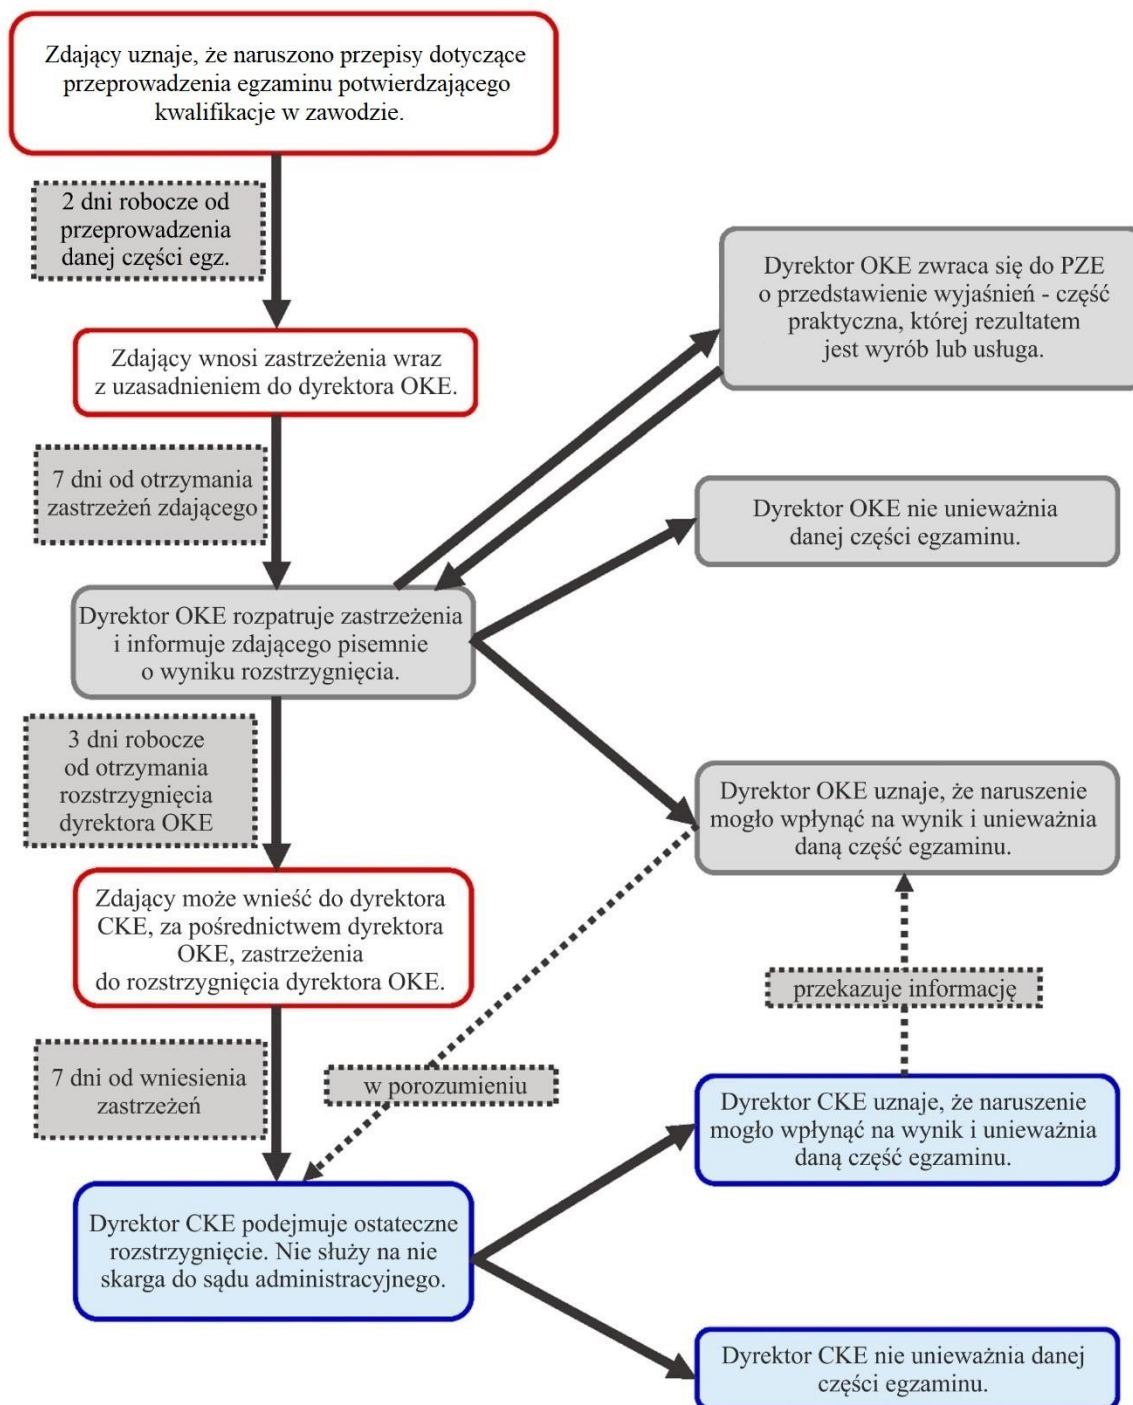 Zdający uznaje, że naruszono przepisy dotyczące
przeprowadzenia egzaminu potwierdzającego
kwalifikacje w zawodzie.
2 dni robocze od
przeprowadzenia
danej części egz.
Dyrektor OKE zwraca się do PZE
o przedstawienie wyjaśnień - część
praktyczna, której rezultatem
jest wyrób lub usługa.
Zdający wnosi zastrzeżenia wraz
z uzasadnieniem do dyrektora OKE.
7 dni od otrzymania
zastrzeżeń zdającego
Dyrektor OKE nie unieważnia
danej części egzaminu.
Dyrektor OKE rozpatruje zastrzeżenia
i informuje zdającego pisemnie
o wyniku rozstrzygnięcia.
3 dni robocze
od otrzymania
rozstrzygnięcia
dyrektora OKE
Dyrektor OKE uznaje, że naruszenie
mogło wpłynąć na wynik i unieważnia
daną część egzaminu.
Zdający może wnieść do dyrektora
CKE, za pośrednictwem dyrektora
OKE, zastrzeżenia
do rozstrzygnięcia dyrektora OKE.
przekazuje informację
7 dni od wniesienia
zastrzeżeń
w porozumieniu
Dyrektor CKE uznaje, że naruszenie
mogło wpłynąć na wynik i unieważnia
daną część egzaminu.
Dyrektor CKE podejmuje ostateczne
rozstrzygnięcie. Nie służy na nie
skarga do sądu administracyjnego.
Dyrektor CKE nie unieważnia danej
części egzaminu.